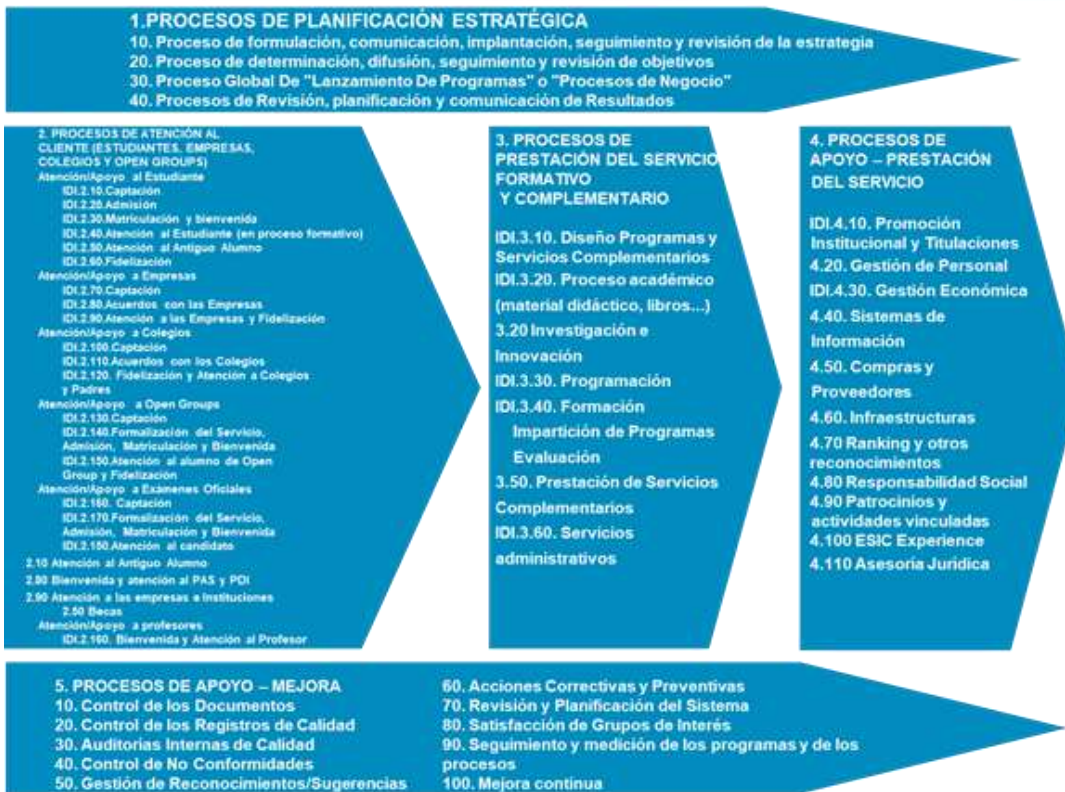 1.PROCESOS DE PLANIFICACIÓN ESTRATÉGICA
10. Proceso de formulación, comunicación, implantación, seguimiento y revisión de la estrategia
20. Proceso de determinación, difusión, seguimiento y revisión de objetivos
30. Proceso Global De "Lanzamiento De Programas" o "Procesos de Negocio"
40. Procesos de Revisión, planificación y comunicación de Resultados
2. PROCESOS DE ATENCIÓN AL
CLIENTE (ESTUDIANTES, EMPRESAS,
COLEGIOS Y OPEN GROUPS)
Atención/Apoyo al Estudiante
IDI.2.10.Captación
IDI.2.20.Admisión
IDI.2.30.Matriculación y bienvenida
IDI.2.40.Atención al Estudiante (en proceso formativo)
IDI.2.50.Atención al Antiguo Alumno
IDI.2.60.Fidelización
Atención/Apoyo a Empresas
IDI.2.70.Captación
IDI.2.80.Acuerdos con las Empresas
IDI.2.90.Atención a las Empresas y Fidelización
Atención/Apoyo a Colegios
IDI.2.100.Captación
IDI.2.110.Acuerdos con los Colegios
IDI.2.120. Fidelización y Atención a Colegios
y Padres
Atención/Apoyo a Open Groups
IDI.2.130.Captación
IDI.2.140.Formalización del Servicio,
Admisión, Matriculación y Bienvenida
IDI.2.150.Atención al alumno de Open
Group y Fidelización
Atención/Apoyo a Exámenes Oficiales
IDI.2.160. Captación
IDI.2.170.Formalización del Servicio,
Admisión, Matriculación y Bienvenida
IDI.2.150.Atención al candidato
2.10 Atención al Antiguo Alumno
2.80 Bienvenida y atención al PAS y PDI
2.90 Atención a las empresas e Instituciones
2.50 Becas
Atención/Apoyo a profesores
IDI.2.160. Bienvenida y Atención al Profesor
3. PROCESOS DE
PRESTACIÓN DEL SERVICIO
FORMATIVO
Y COMPLEMENTARIO
IDI.3.10. Diseño Programas y
Servicios Complementarios
IDI.3.20. Proceso académico
(material didáctico, libros...)
3.20 Investigación e
Innovación
IDI.3.30. Programación
IDI.3.40. Formación
Impartición de Programas
Evaluación
3.50. Prestación de Servicios
Complementarios
IDI.3.60. Servicios
administrativos
4. PROCESOS DE
APOYO – PRESTACIÓN
DEL SERVICIO
IDI.4.10. Promoción
Institucional y Titulaciones
4.20. Gestión de Personal
IDI.4.30. Gestión Económica
4.40. Sistemas de
Información
4.50. Compras y
Proveedores
4.60. Infraestructuras
4.70 Ranking y otros
reconocimientos
4.80 Responsabilidad Social
4.90 Patrocinios y
actividades vinculadas
4.100 ESIC Experience
4.110 Asesoría Jurídica
5. PROCESOS DE APOYO – MEJORA
10. Control de los Documentos
20. Control de los Registros de Calidad
30. Auditorias Internas de Calidad
40. Control de No Conformidades
50. Gestión de Reconocimientos/Sugerencias
60. Acciones Correctivas y Preventivas
70. Revisión y Planificación del Sistema
80. Satisfacción de Grupos de Interés
90. Seguimiento y medición de los programas y de los
procesos
100. Mejora continua